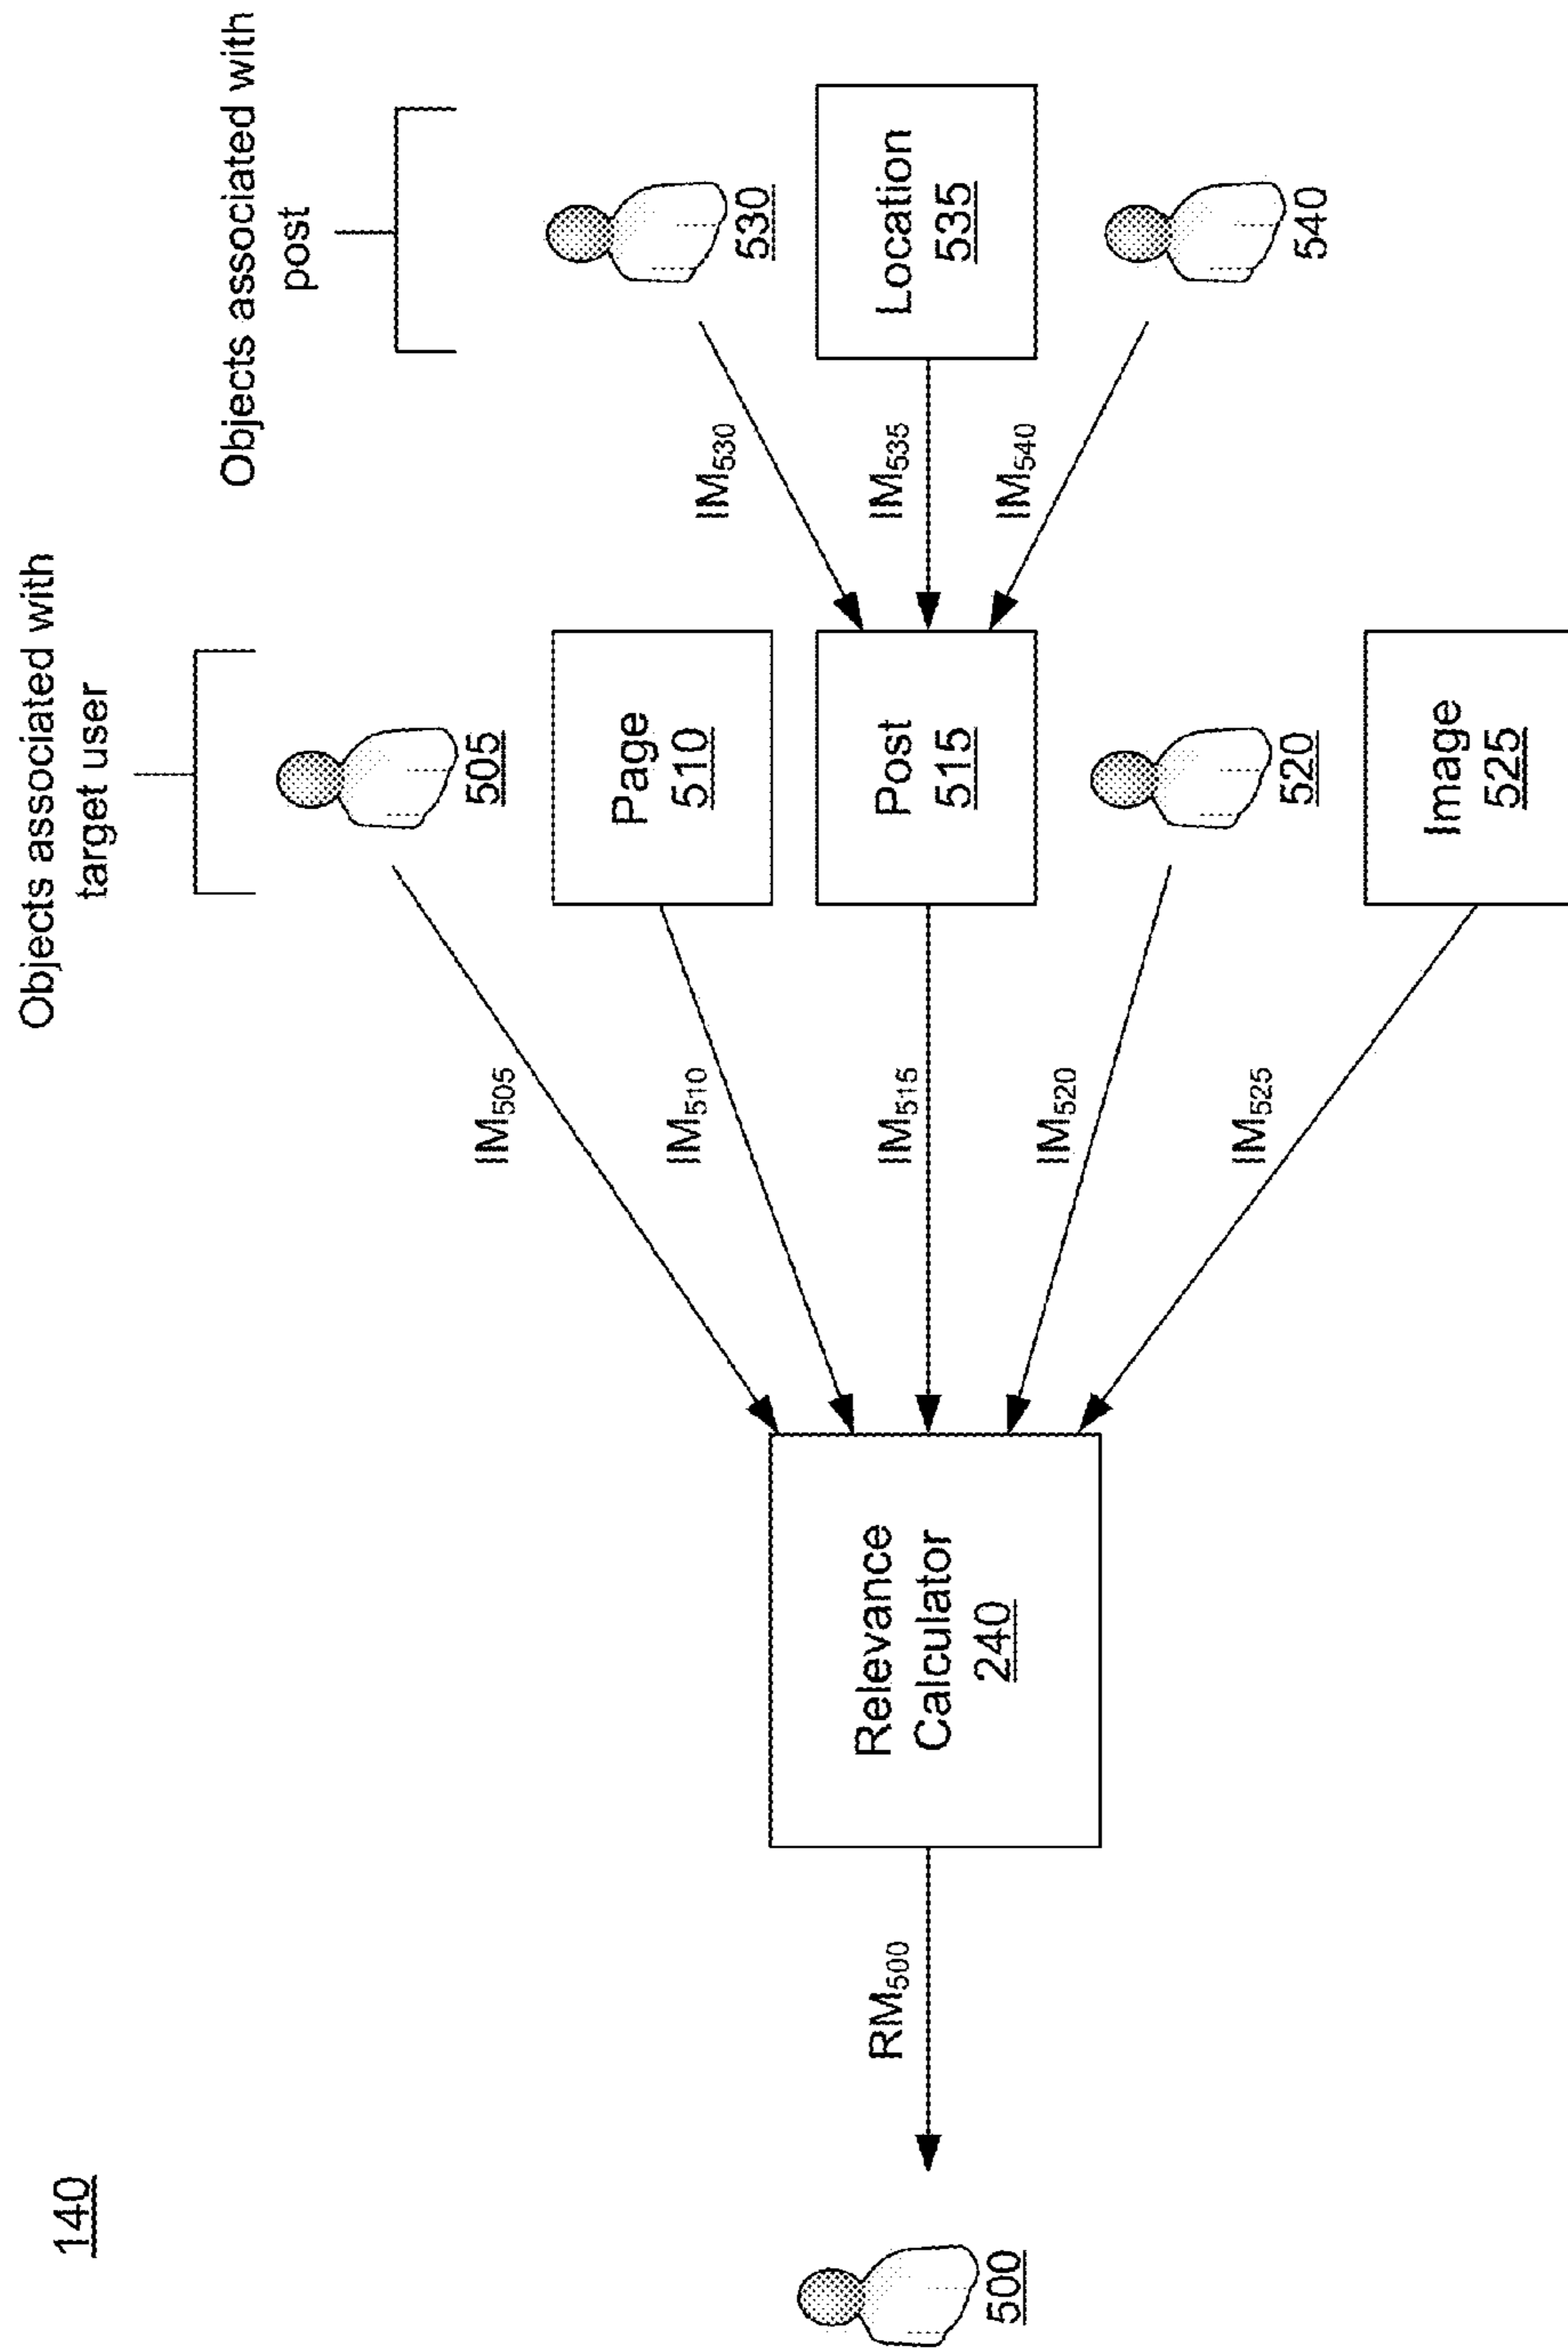 140
Objects associated with
target user
Objects associated with
post
505
530
IM₅₀₅
Page
510
IM₅₃₀
IM₅₁₀
500
RM₅₀₀
Relevance
Calculator
240
IM₅₁₅
Post
515
IM₅₃₅
Location
535
IM₅₂₀
520
IM₅₄₀
540
IM₅₂₅
Image
525